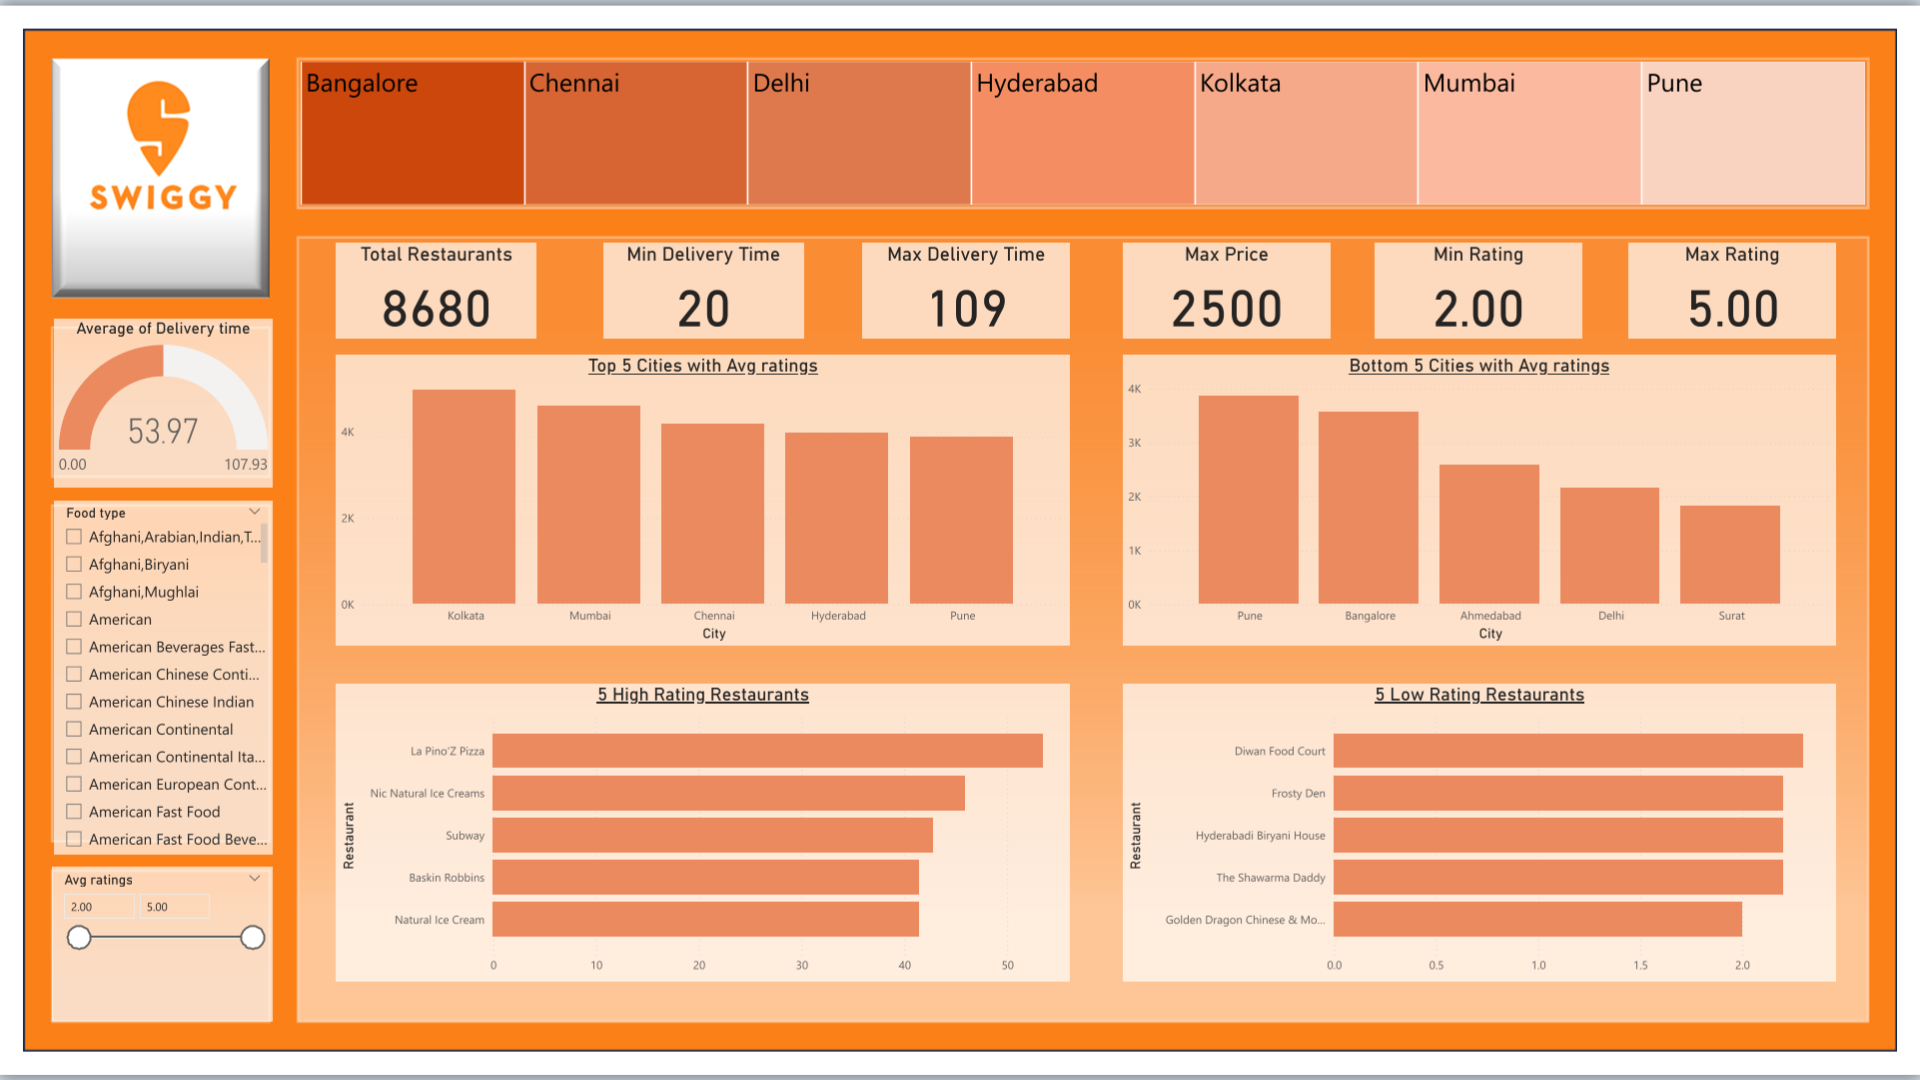 SWIGGY
Bangalore
Chennai
Delhi
Hyderabad
Kolkata
Mumbai
Pune
Total Restaurants
8680
Min Delivery Time
20
Max Delivery Time
109
Max Price
2500
Min Rating
2.00
Max Rating
5.00
Average of Delivery time
53.97
0.00
107.93
Food type
Afghani,Arabian,Indian,T...
Afghani,Biryani
Afghani,Mughlai
American
American Beverages Fast...
American Chinese Conti...
American Chinese Indian
American Continental
American Continental Ita...
American European Cont...
American Fast Food
American Fast Food Beve...
Avg ratings
2.00
5.00
Top 5 Cities with Avg ratings
4K
2K
0K
Kolkata
Mumbai
Chennai
Hyderabad
Pune
City
Bottom 5 Cities with Avg ratings
4K
3K
2K
1K
0K
Pune
Bangalore
Ahmedabad
Delhi
Surat
City
5 High Rating Restaurants
Restaurant
La Pino'Z Pizza
Nic Natural Ice Creams
Subway
Baskin Robbins
Natural Ice Cream
0
10
20
30
40
50
5 Low Rating Restaurants
Restaurant
Diwan Food Court
Frosty Den
Hyderabadi Biryani House
The Shawarma Daddy
Golden Dragon Chinese & Mo...
0.0
0.5
1.0
1.5
2.0